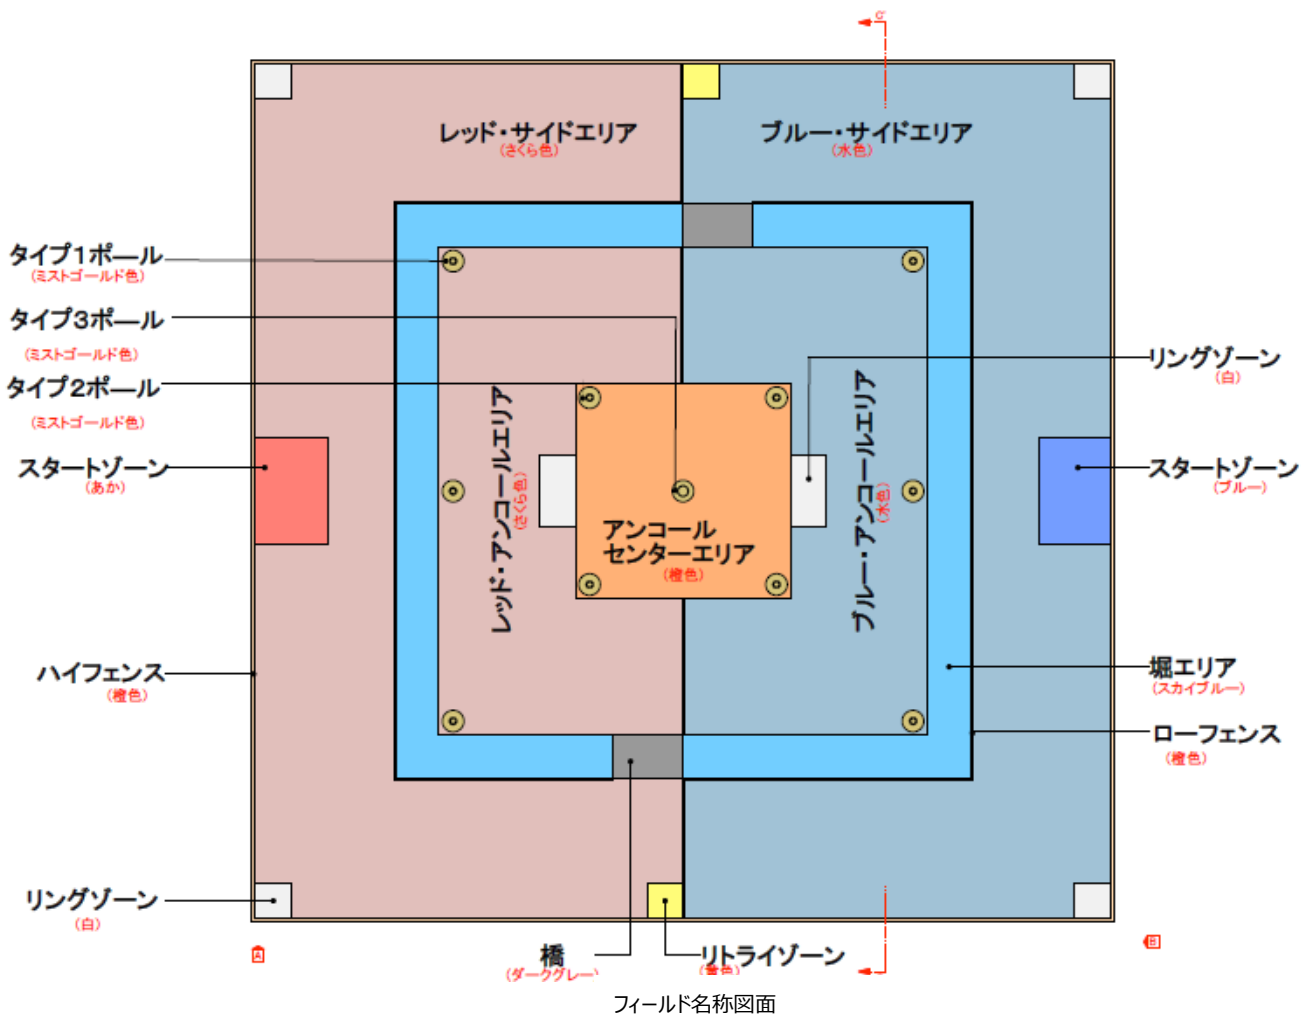 C'
レッド・サイドエリア
(さくら色)
ブルー・サイドエリア
(水色)
タイプ1ポール
(ミストゴールド色)
タイプ3ポール
(ミストゴールド色)
タイプ2ポール
(ミストゴールド色)
スタートゾーン
(あか)
レッド・アンコールエリア
(さくら色)
アンコール
センターエリア
(橙色)
ブルー・アンコールエリア
(水色)
リングゾーン
(白)
スタートゾーン
(ブルー)
ハイフェンス
(橙色)
堀エリア
(スカイブルー)
ローフェンス
(橙色)
リングゾーン
(白)
A
橋
(ダークグレー)
リトライゾーン
(黄色)
B
フィールド名称図面